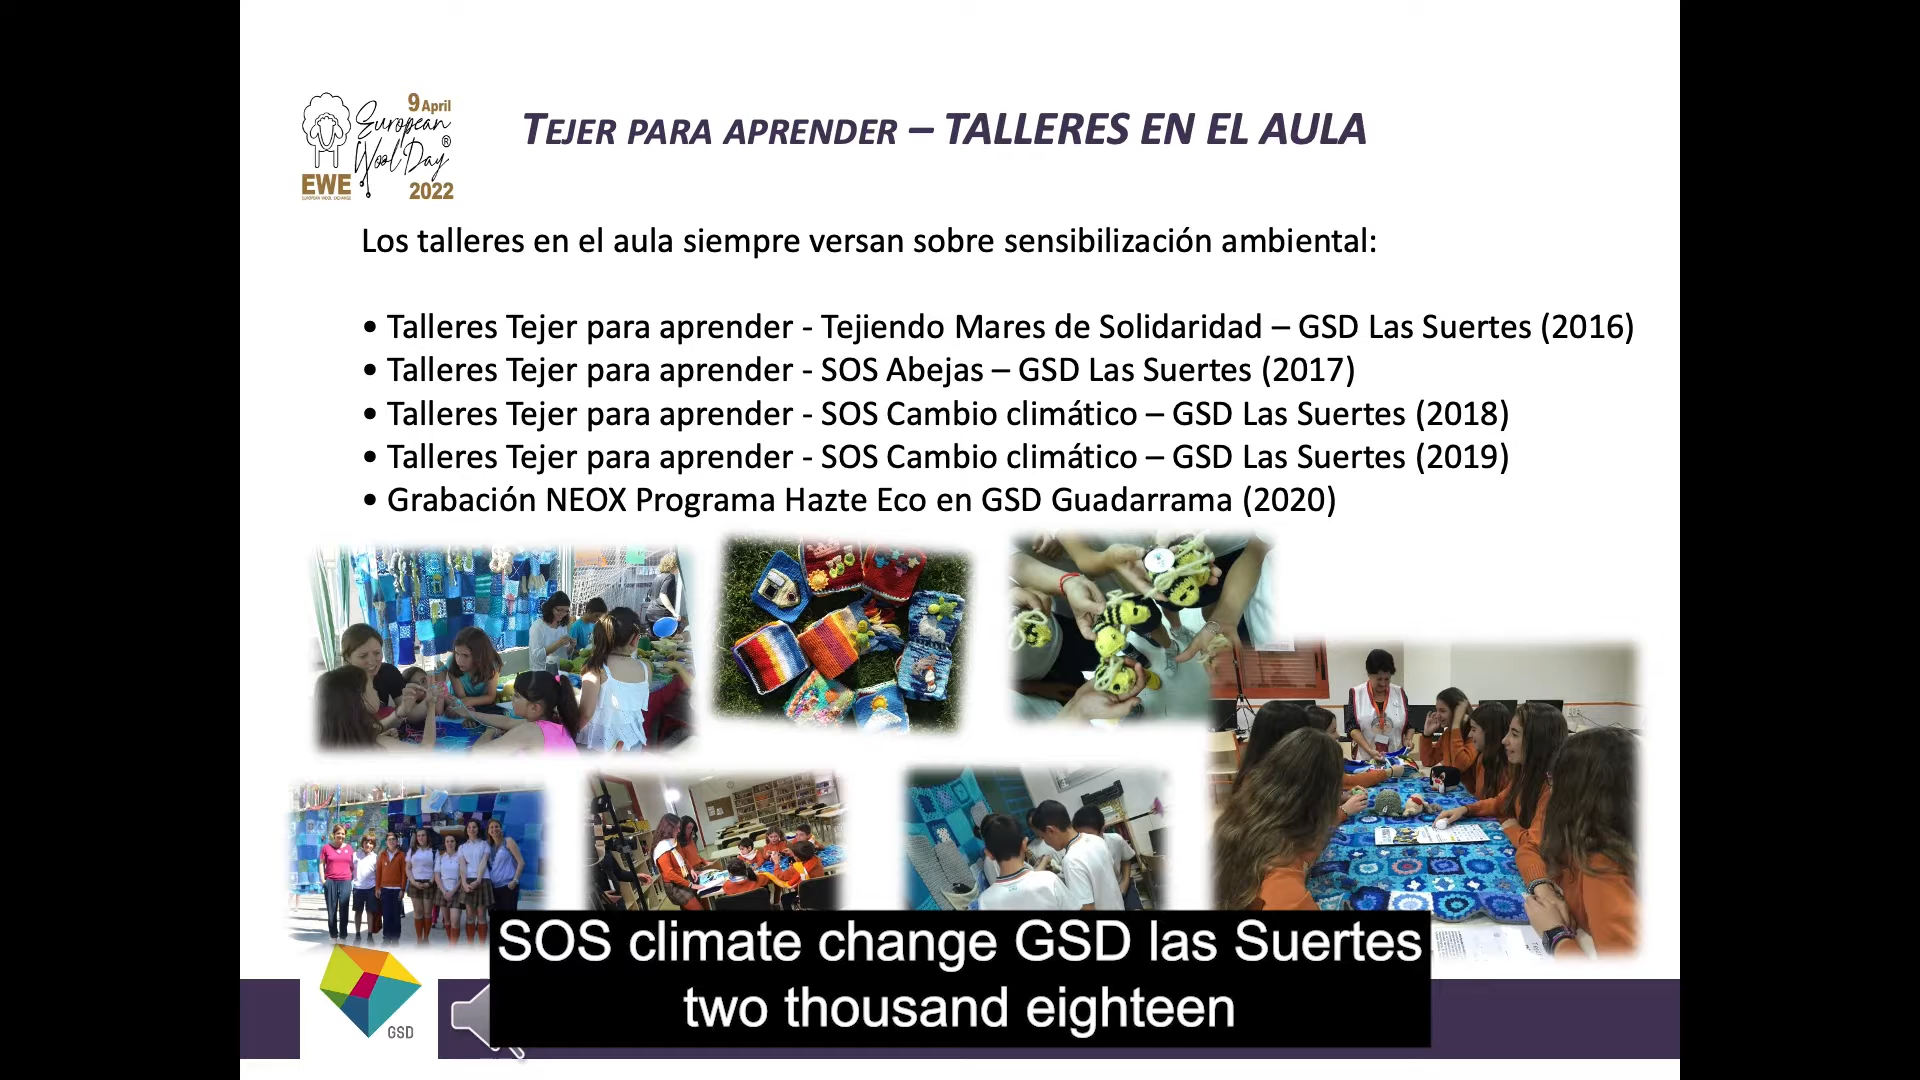 9 April
European
Wool Day®
EWE
EUROPEAN WOOL EXCHANGE
2022
TEJER PARA APRENDER – TALLERES EN EL AULA
Los talleres en el aula siempre versan sobre sensibilización ambiental:
• Talleres Tejer para aprender - Tejiendo Mares de Solidaridad – GSD Las Suertes (2016)
• Talleres Tejer para aprender - SOS Abejas – GSD Las Suertes (2017)
• Talleres Tejer para aprender - SOS Cambio climático – GSD Las Suertes (2018)
• Talleres Tejer para aprender - SOS Cambio climático – GSD Las Suertes (2019)
• Grabación NEOX Programa Hazte Eco en GSD Guadarrama (2020)
GSD
SOS climate change GSD las Suertes
two thousand eighteen